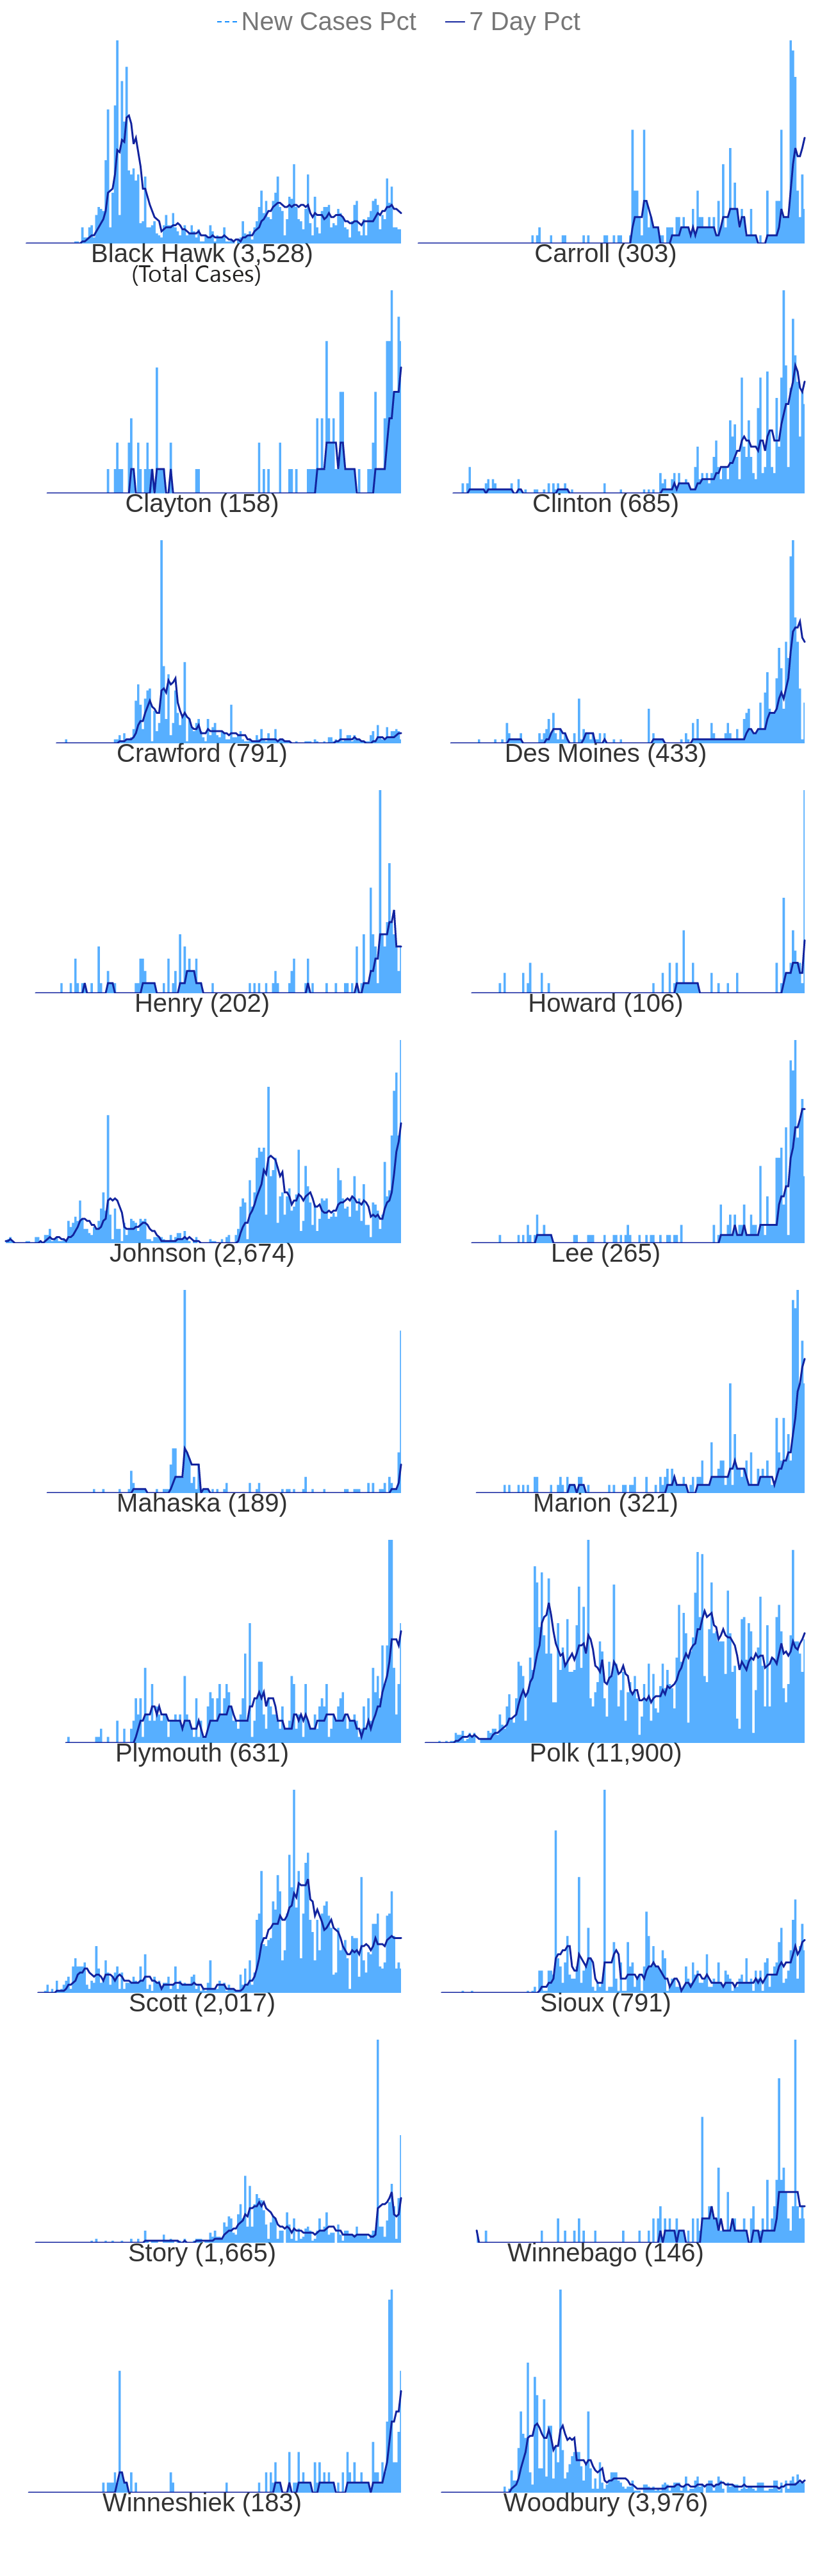 New Cases Pct 7 Day Pct
Black Hawk (3,528) Carroll (303)
(Total Cases)
Clayton (158) Clinton (685)
Crawford (791) Des Moines (433)
Henry (202) Howard (106)
Johnson (2,674) Lee (265)
Mahaska (189) Marion (321)
Plymouth (631) Polk (11,900)
Scott (2,017) Sioux (791)
Story (1,665) Winnebago (146)
Winneshiek (183) Woodbury (3,976)